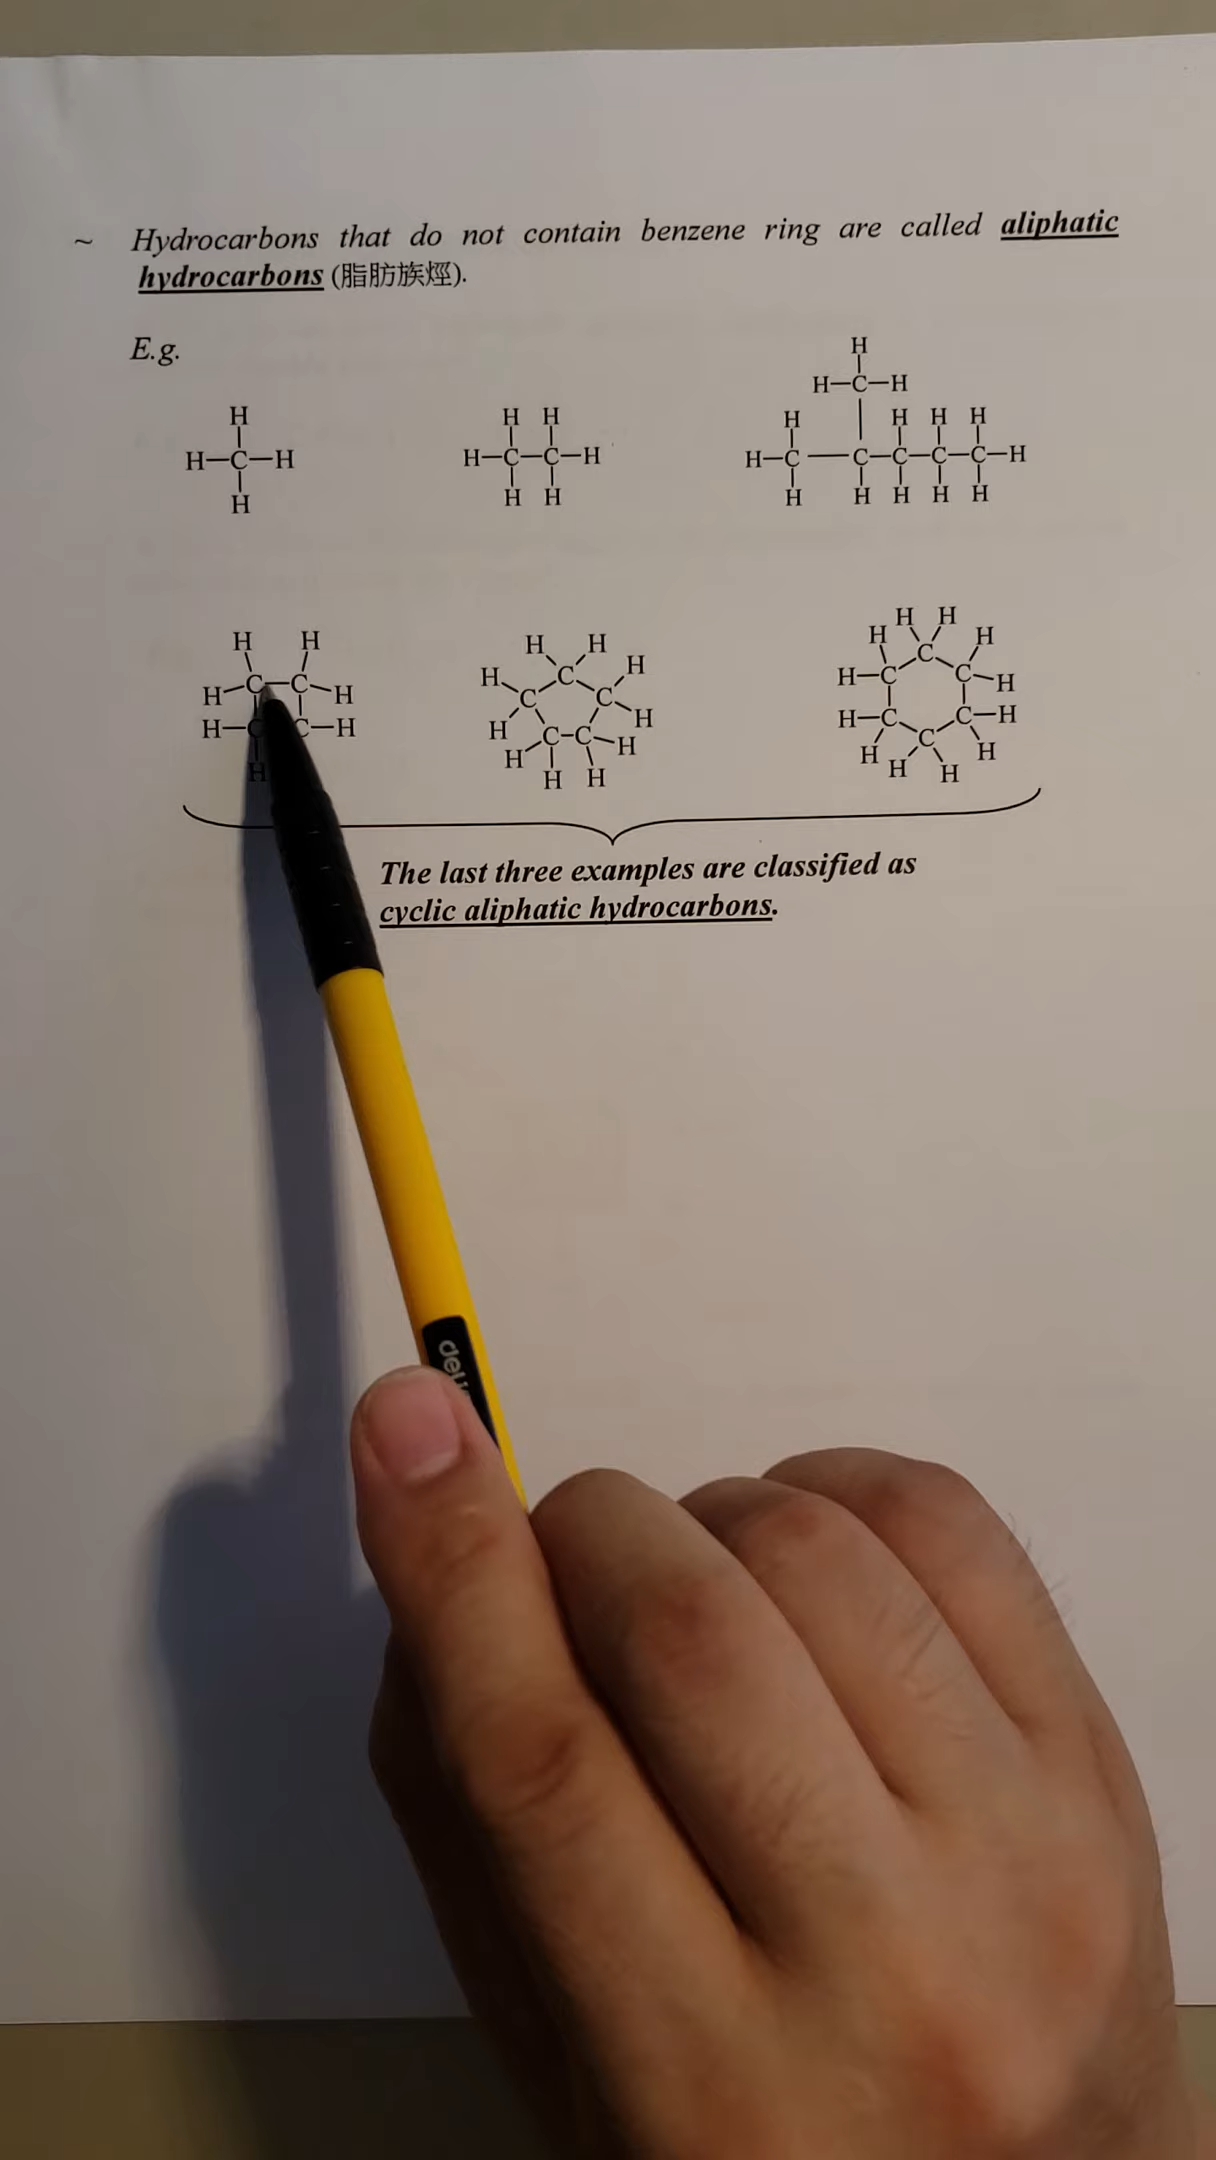 ~ Hydrocarbons that do not contain benzene ring are called aliphatic
hydrocarbons (脂肪族烴).
E.g.
H
H–C–H
H
H H
H–C–C–H
H H
H
H–C–H
H H H H
H–C–C–C–C–C–H
H H H H H
H H
H–C–C–H
H–C C–H
H
H H
H C H
C C
H H
C–C
H H
H H
H H
H C H
H–C C–H
H–C C–H
H C H
H H
The last three examples are classified as
cyclic aliphatic hydrocarbons.
deli